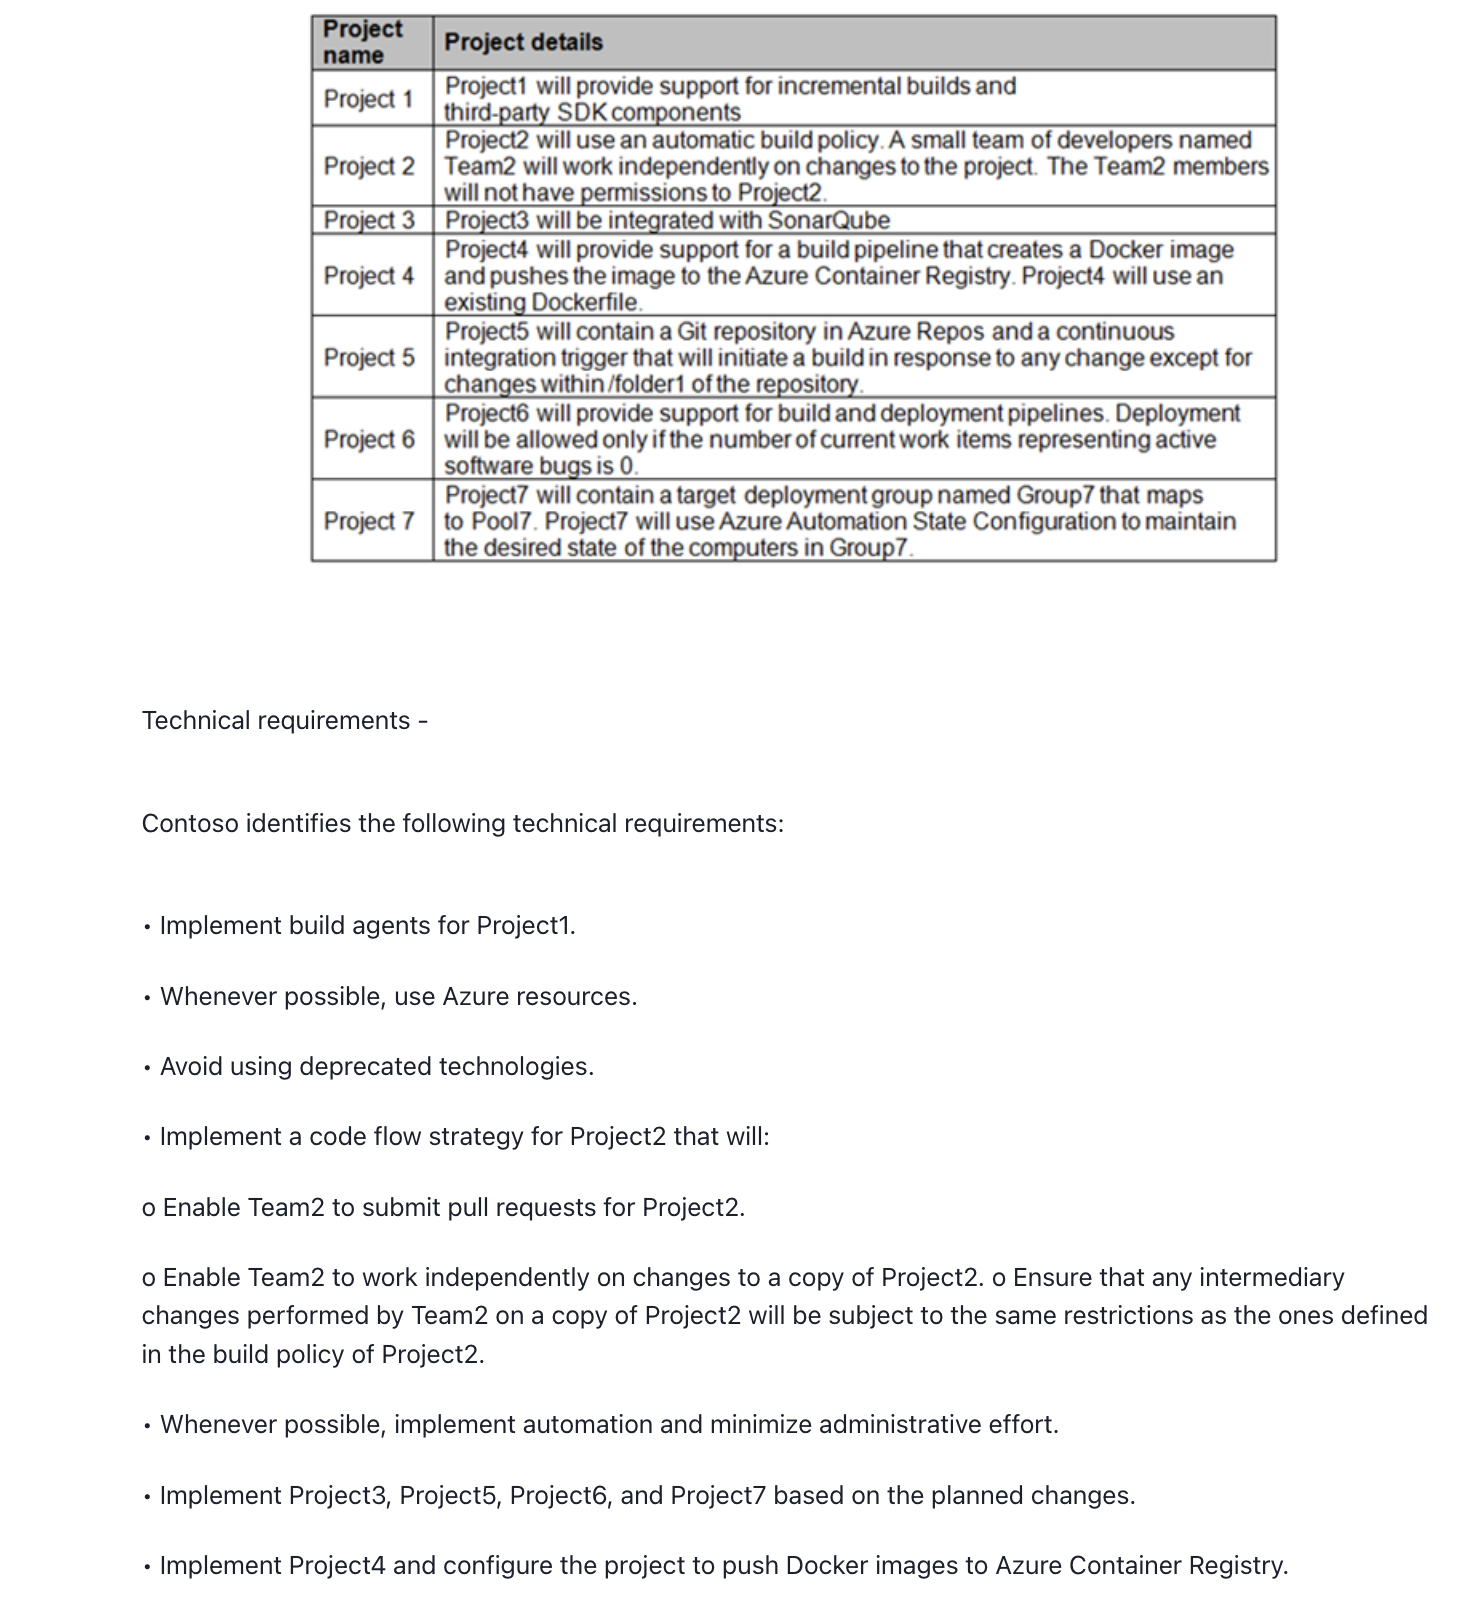 Project name
Project details
Project 1
Project1 will provide support for incremental builds and
third-party SDK components
Project 2
Project2 will use an automatic build policy. A small team of developers named
Team2 will work independently on changes to the project. The Team2 members
will not have permissions to Project2.
Project 3
Project3 will be integrated with SonarQube
Project 4
Project4 will provide support for a build pipeline that creates a Docker image
and pushes the image to the Azure Container Registry. Project4 will use an
existing Dockerfile.
Project 5
Project5 will contain a Git repository in Azure Repos and a continuous
integration trigger that will initiate a build in response to any change except for
changes within /folder1 of the repository.
Project 6
Project6 will provide support for build and deployment pipelines. Deployment
will be allowed only if the number of current work items representing active
software bugs is 0.
Project 7
Project7 will contain a target deployment group named Group7 that maps
to Pool7. Project7 will use Azure Automation State Configuration to maintain
the desired state of the computers in Group7.
Technical requirements -
Contoso identifies the following technical requirements:
• Implement build agents for Project1.
• Whenever possible, use Azure resources.
• Avoid using deprecated technologies.
• Implement a code flow strategy for Project2 that will:
o Enable Team2 to submit pull requests for Project2.
o Enable Team2 to work independently on changes to a copy of Project2. o Ensure that any intermediary
changes performed by Team2 on a copy of Project2 will be subject to the same restrictions as the ones defined
in the build policy of Project2.
• Whenever possible, implement automation and minimize administrative effort.
• Implement Project3, Project5, Project6, and Project7 based on the planned changes.
• Implement Project4 and configure the project to push Docker images to Azure Container Registry.